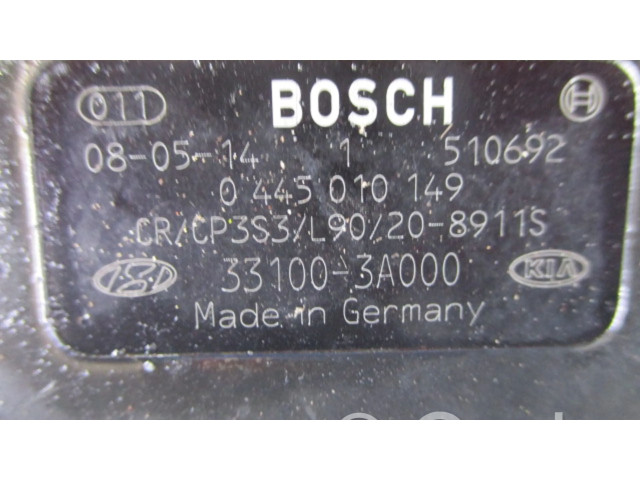 011 BOSCH
08-05-14 1 510692
0 445 010 149
CR/CP3S3/L90/20-8911S
33100-3A000 KIA
Made in Germany